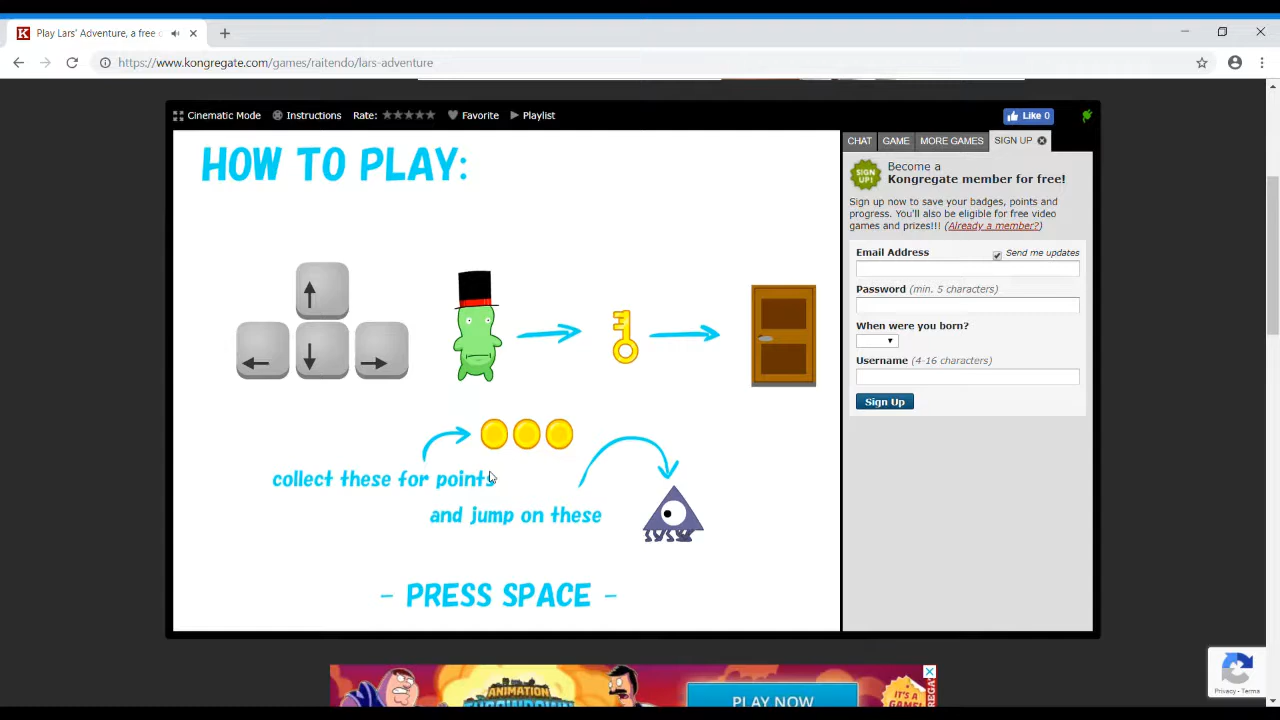 Play Lars' Adventure, a free
https://www.kongregate.com/games/raitendo/lars-adventure
Cinematic Mode Instructions Rate: Favorite Playlist Like 0
CHAT GAME MORE GAMES SIGN UP
HOW TO PLAY:
collect these for points
and jump on these
- PRESS SPACE -
SIGN UP!
Become a
Kongregate member for free!
Sign up now to save your badges, points and
progress. You'll also be eligible for free video
games and prizes!!! (Already a member?)
Email Address Send me updates
Password (min. 5 characters)
When were you born?
Username (4-16 characters)
Sign Up
ANIMATION
PLAY NOW
IT'S A
Privacy - Terms